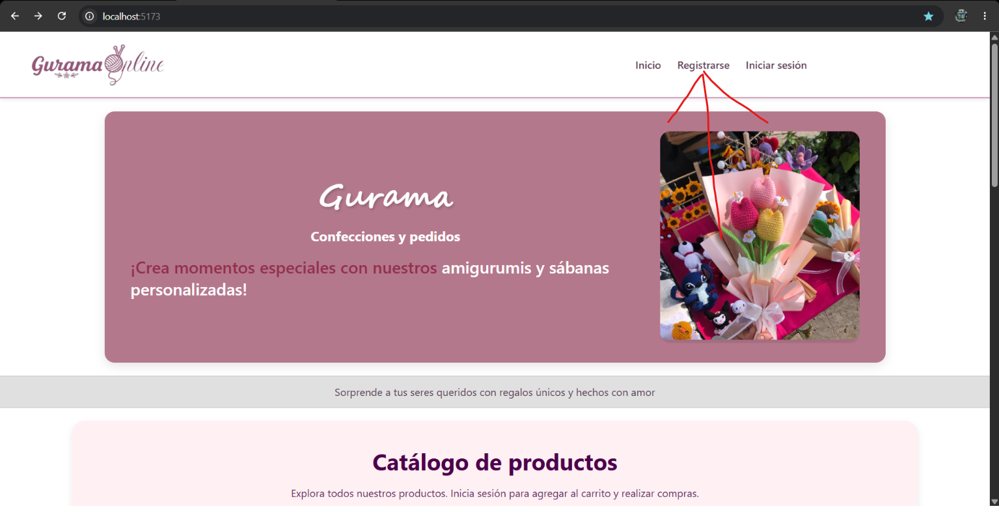 localhost:5173
Gurama Online
Inicio Registrarse Iniciar sesión
Gurama
Confecciones y pedidos
¡Crea momentos especiales con nuestros amigurumis y sábanas
personalizadas!
Sorprende a tus seres queridos con regalos únicos y hechos con amor
Catálogo de productos
Explora todos nuestros productos. Inicia sesión para agregar al carrito y realizar compras.